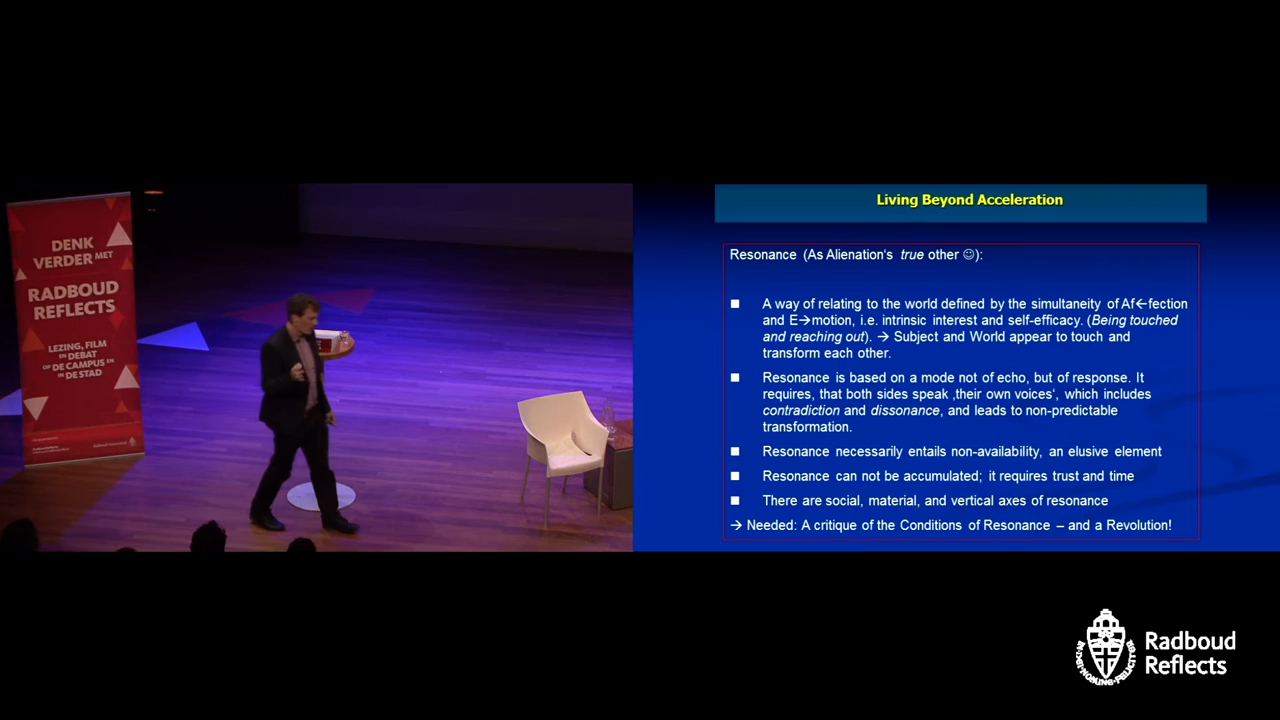 DENK
VERDER MET
RADBOUD
REFLECTS
LEZING, FILM
EN DEBAT
OP DE CAMPUS EN
IN DE STAD
Living Beyond Acceleration
Resonance (As Alienation‘s true other ☺):
■ A way of relating to the world defined by the simultaneity of Af←fection
and E→motion, i.e. intrinsic interest and self-efficacy. (Being touched
and reaching out). → Subject and World appear to touch and
transform each other.
■ Resonance is based on a mode not of echo, but of response. It
requires, that both sides speak ‚their own voices‘, which includes
contradiction and dissonance, and leads to non-predictable
transformation.
■ Resonance necessarily entails non-availability, an elusive element
■ Resonance can not be accumulated; it requires trust and time
■ There are social, material, and vertical axes of resonance
→ Needed: A critique of the Conditions of Resonance – and a Revolution!
Radboud
Reflects